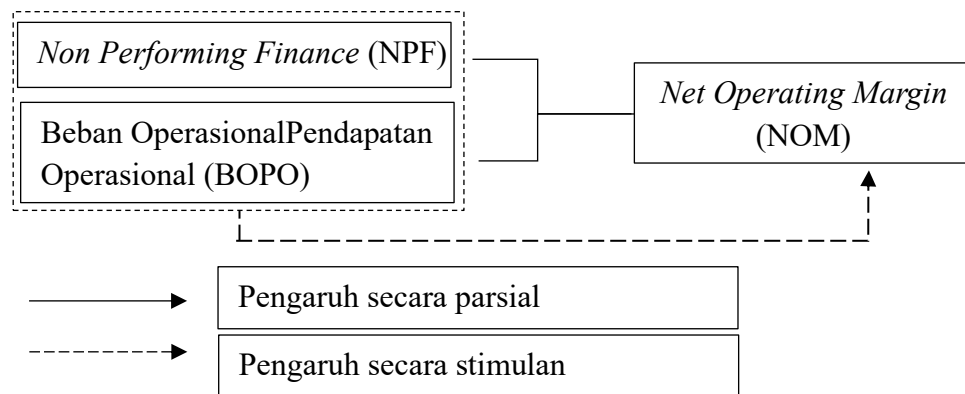 Non Performing Finance (NPF)
Beban OperasionalPendapatan
Operasional (BOPO)
Net Operating Margin
(NOM)
Pengaruh secara parsial
Pengaruh secara stimulan